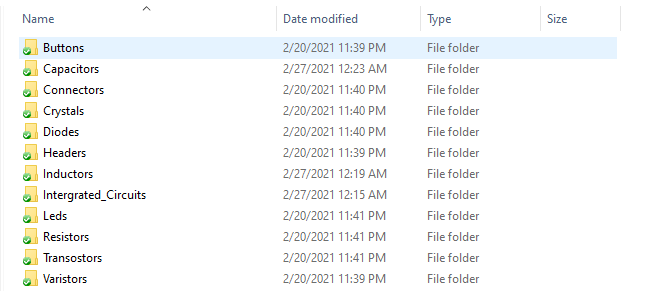 Name Date modified Type Size
Buttons 2/20/2021 11:39 PM File folder
Capacitors 2/27/2021 12:23 AM File folder
Connectors 2/20/2021 11:40 PM File folder
Crystals 2/20/2021 11:40 PM File folder
Diodes 2/20/2021 11:40 PM File folder
Headers 2/20/2021 11:39 PM File folder
Inductors 2/27/2021 12:19 AM File folder
Intergrated_Circuits 2/27/2021 12:15 AM File folder
Leds 2/20/2021 11:41 PM File folder
Resistors 2/20/2021 11:41 PM File folder
Transostors 2/20/2021 11:41 PM File folder
Varistors 2/20/2021 11:39 PM File folder